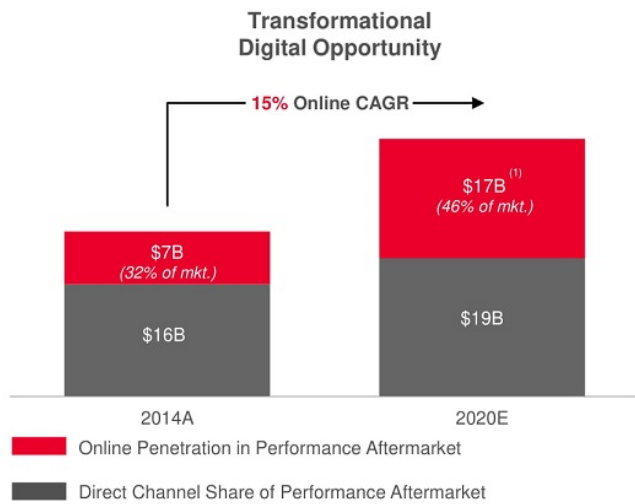 Transformational
Digital Opportunity
15% Online CAGR
$17B (1)
(46% of mkt.)
$7B
(32% of mkt.)
$16B
$19B
2014A
2020E
Online Penetration in Performance Aftermarket
Direct Channel Share of Performance Aftermarket